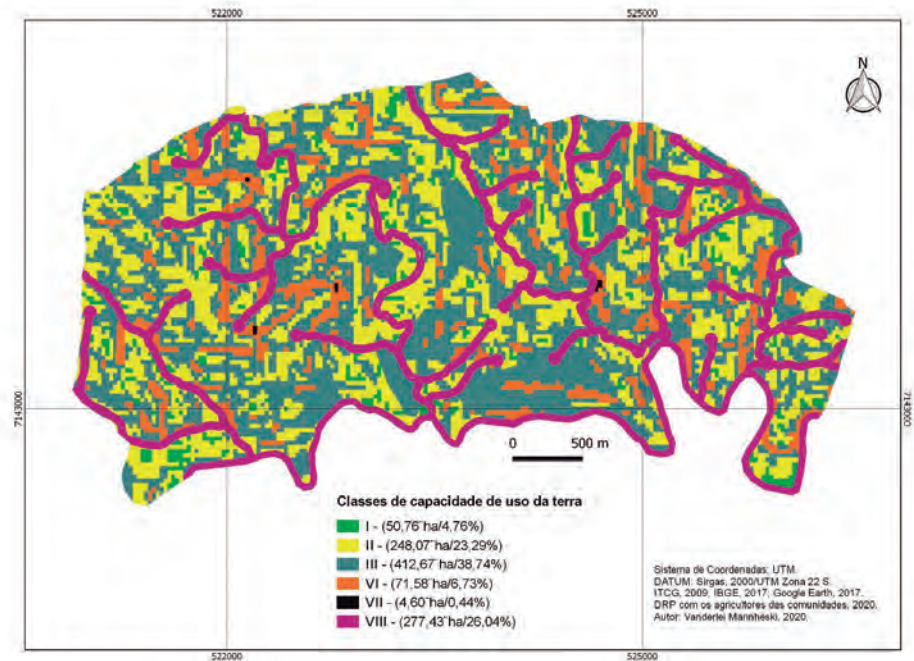 522000
525000
N
7143000
7143000
0 500 m
Classes de capacidade de uso da terra
I - (50,76 ha/4,76%)
II - (248,07 ha/23,29%)
III - (412,67 ha/38,74%)
VI - (71,58 ha/6,73%)
VII - (4,60 ha/0,44%)
VIII - (277,43 ha/26,04%)
Sistema de Coordenadas: UTM.
DATUM: Sirgas, 2000/UTM Zona 22 S.
ITCG, 2009, IBGE, 2017, Google Earth, 2017.
DRP com os agricultores das comunidades, 2020.
Autor: Vanderlei Marinheski, 2020.
522000
525000